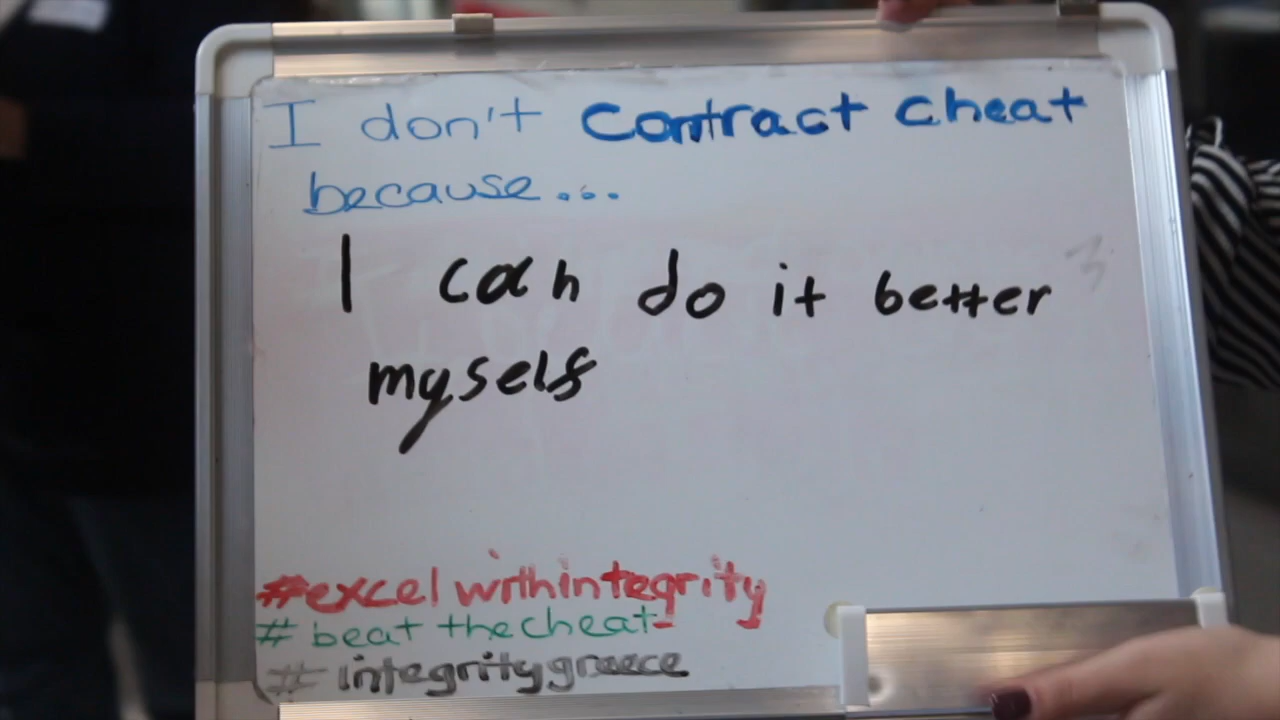 I don't contract cheat
because...
I can do it better
myself
#excelwithintegrity
#beatthecheat
#integritygreece